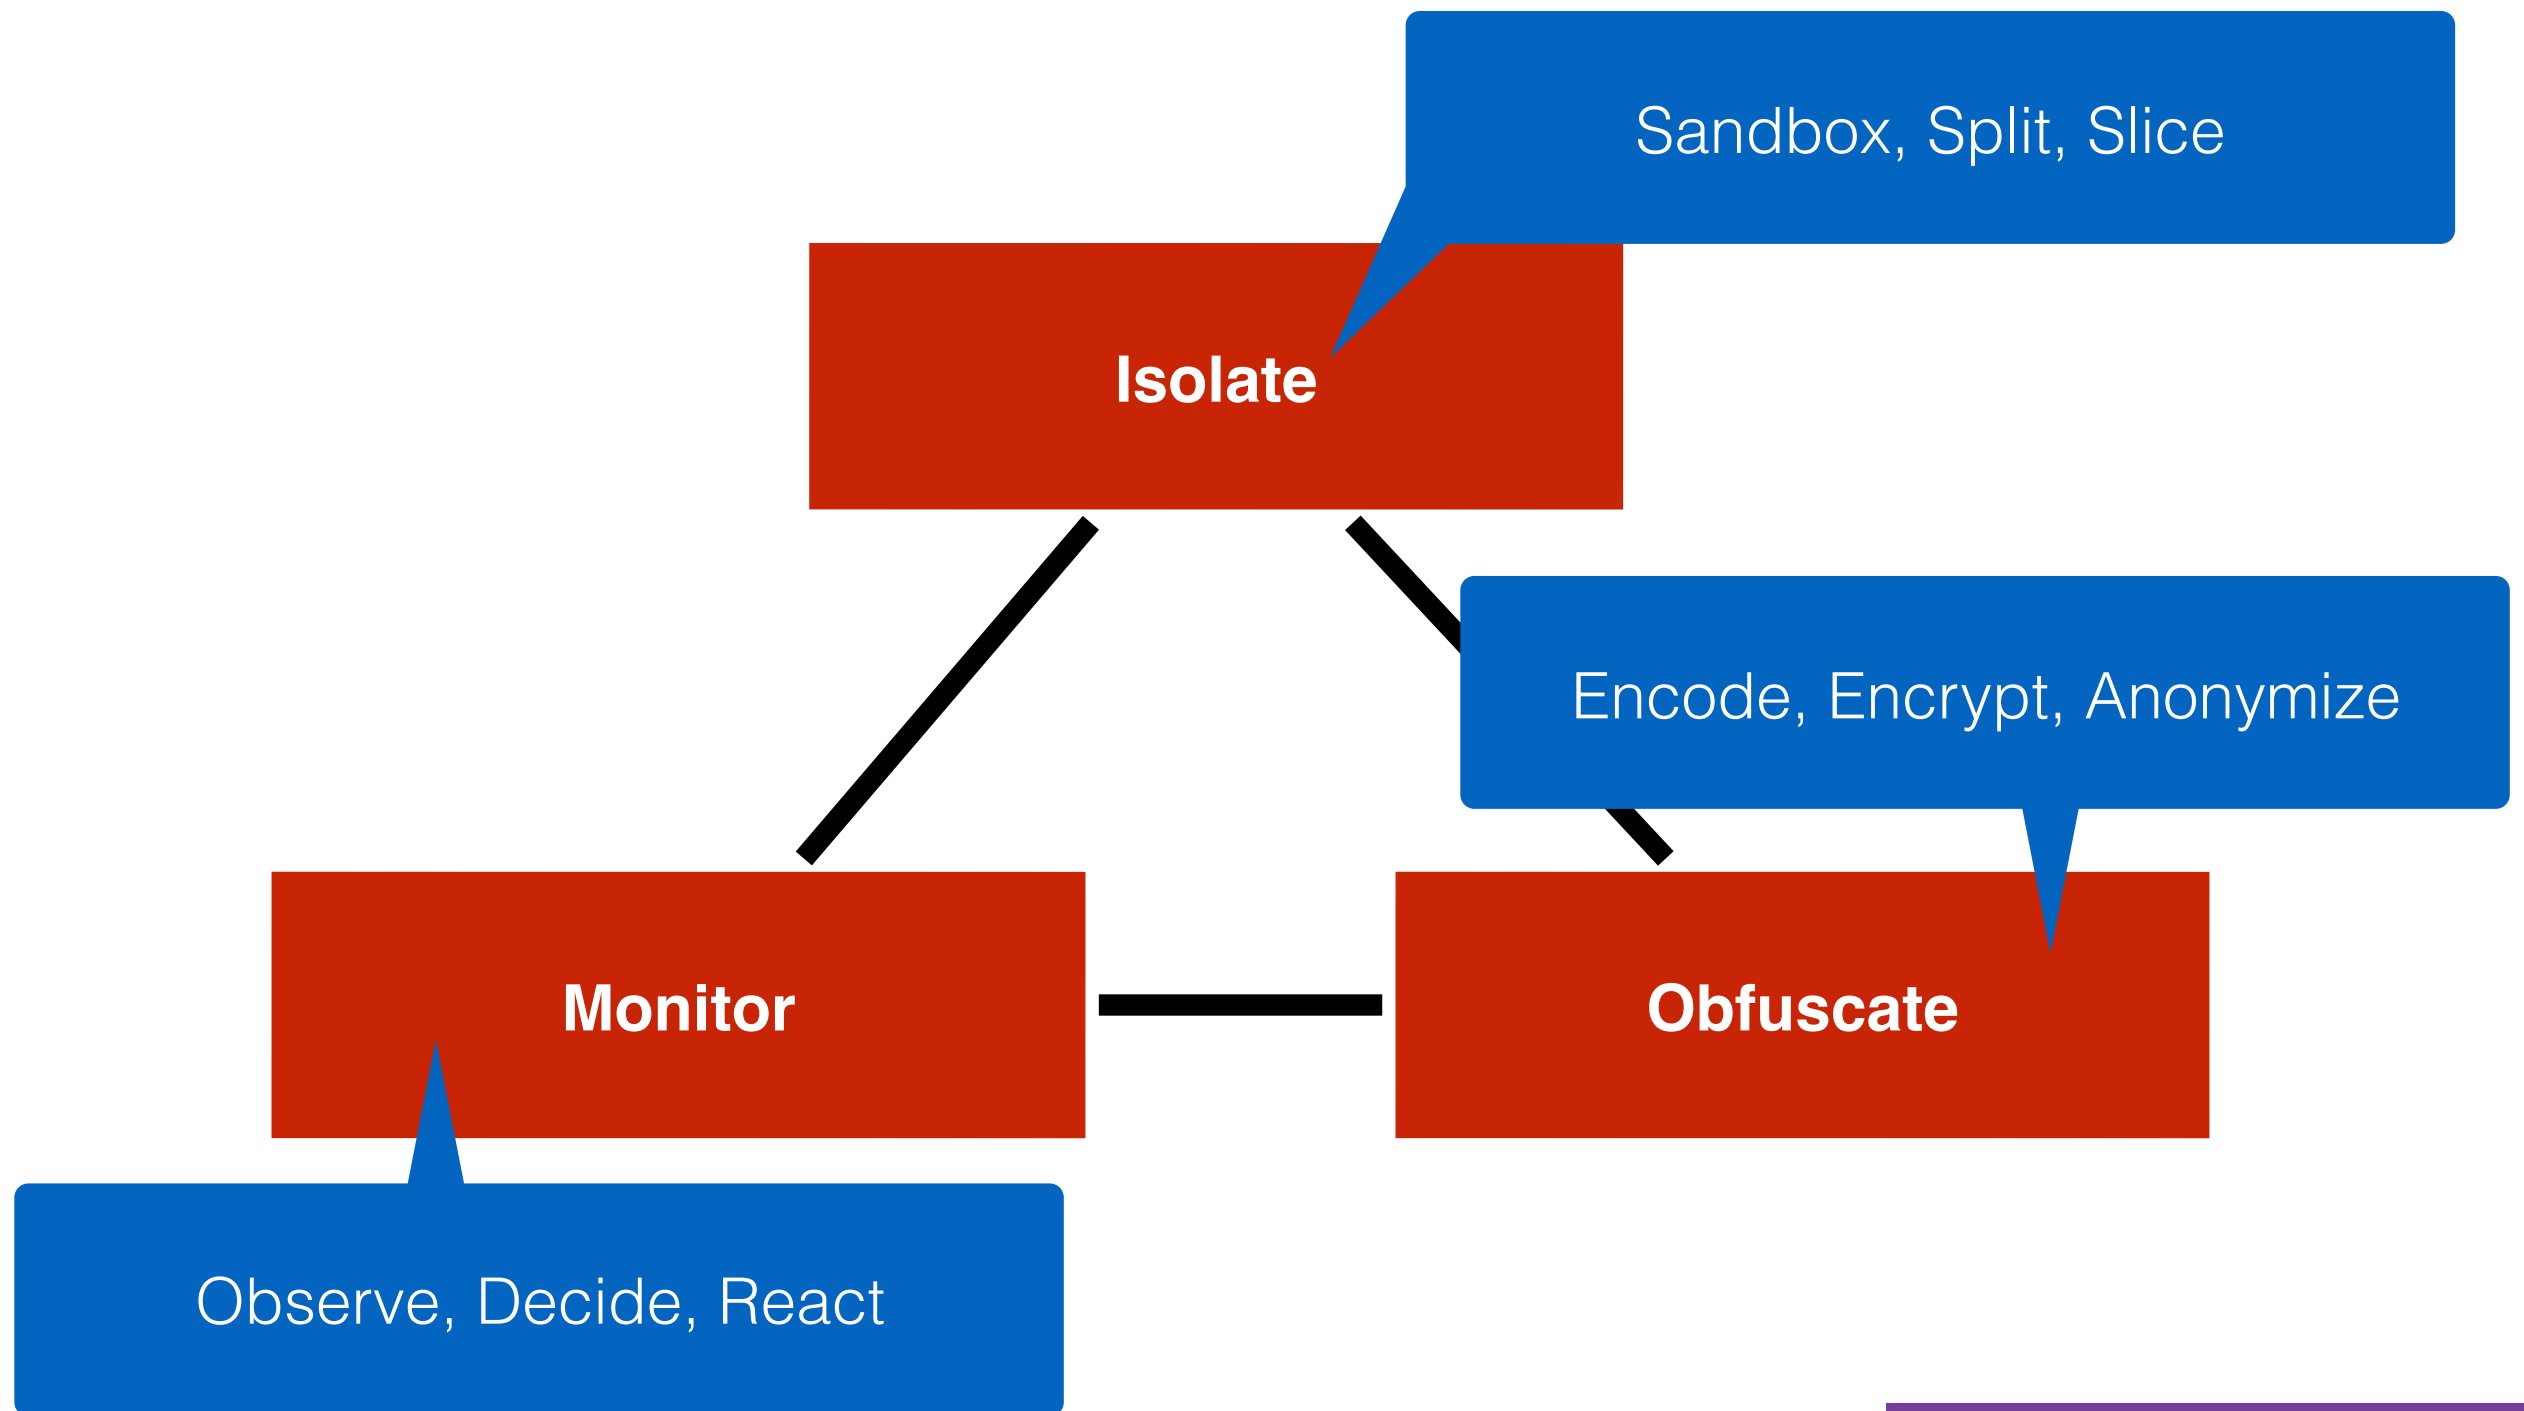 Sandbox, Split, Slice
Isolate
Encode, Encrypt, Anonymize
Monitor
Obfuscate
Observe, Decide, React